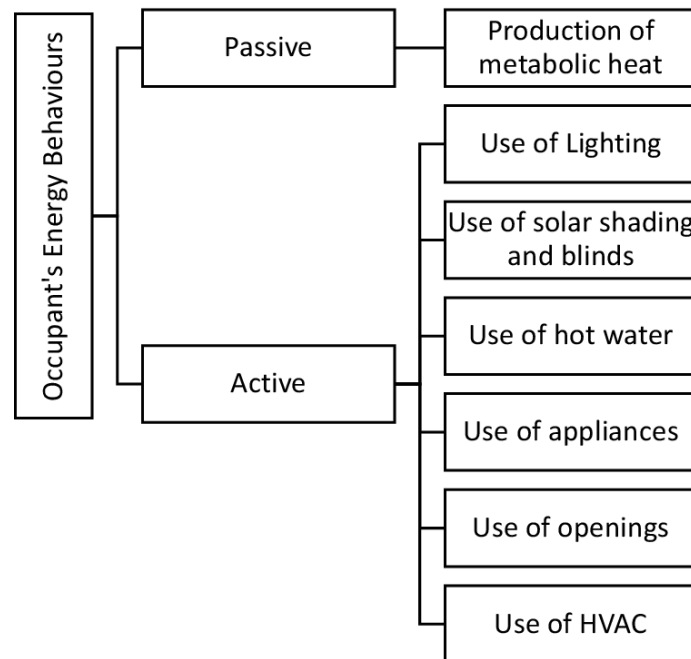 Occupant's Energy Behaviours
Passive
Production of
metabolic heat
Active
Use of Lighting
Use of solar shading
and blinds
Use of hot water
Use of appliances
Use of openings
Use of HVAC